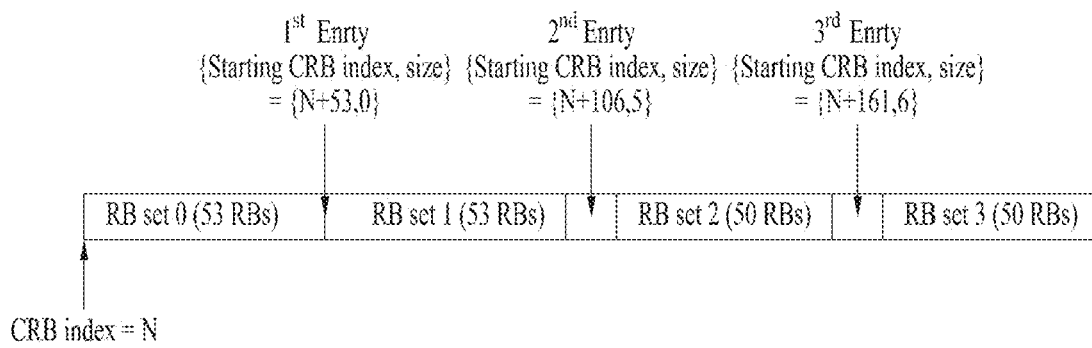 1st Enrty 2nd Enrty 3rd Enrty
{Starting CRB index, size} {Starting CRB index, size} {Starting CRB index, size}
= {N+53,0} = {N+106,5} = {N+161,6}
RB set 0 (53 RBs) RB set 1 (53 RBs) RB set 2 (50 RBs) RB set 3 (50 RBs)
CRB index = N